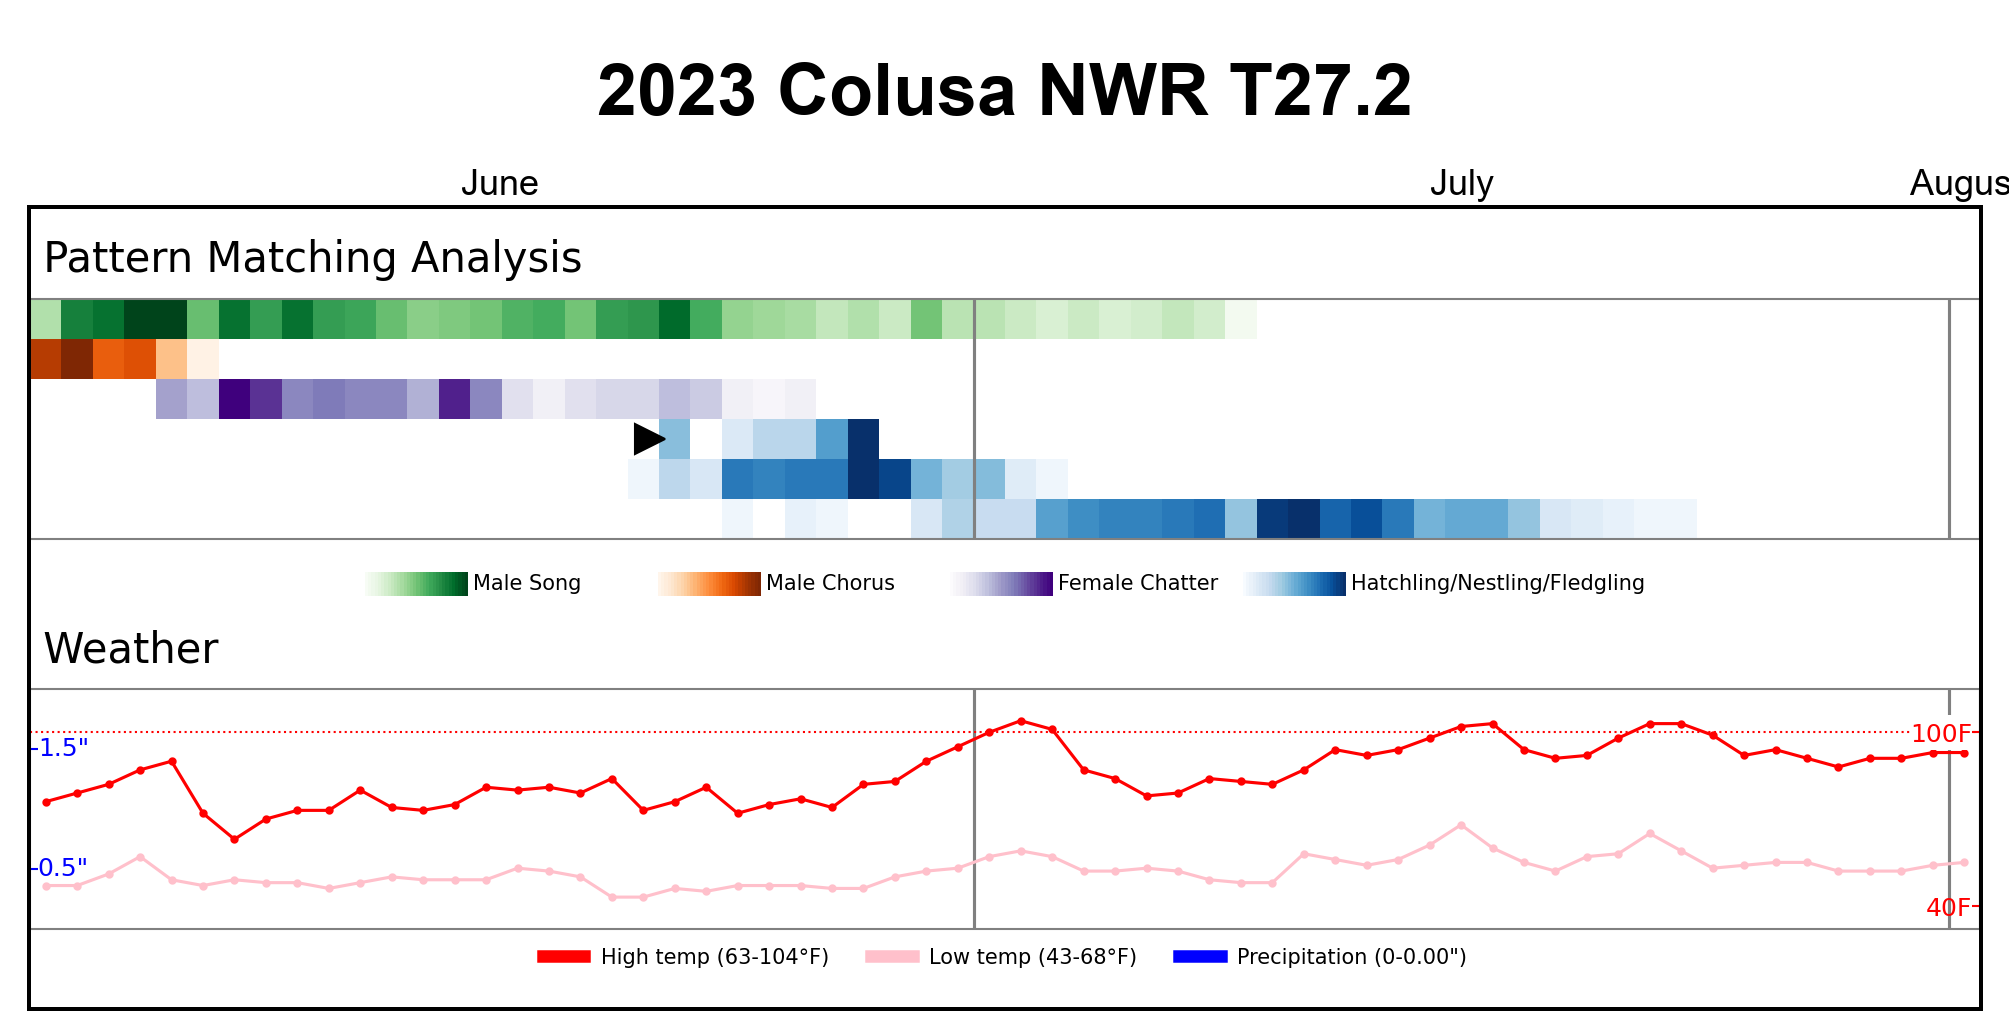 2023 Colusa NWR T27.2
June July Augus
Pattern Matching Analysis
Male Song Male Chorus Female Chatter Hatchling/Nestling/Fledgling
Weather
100F
1.5"
0.5"
40F
High temp (63-104°F) Low temp (43-68°F) Precipitation (0-0.00")